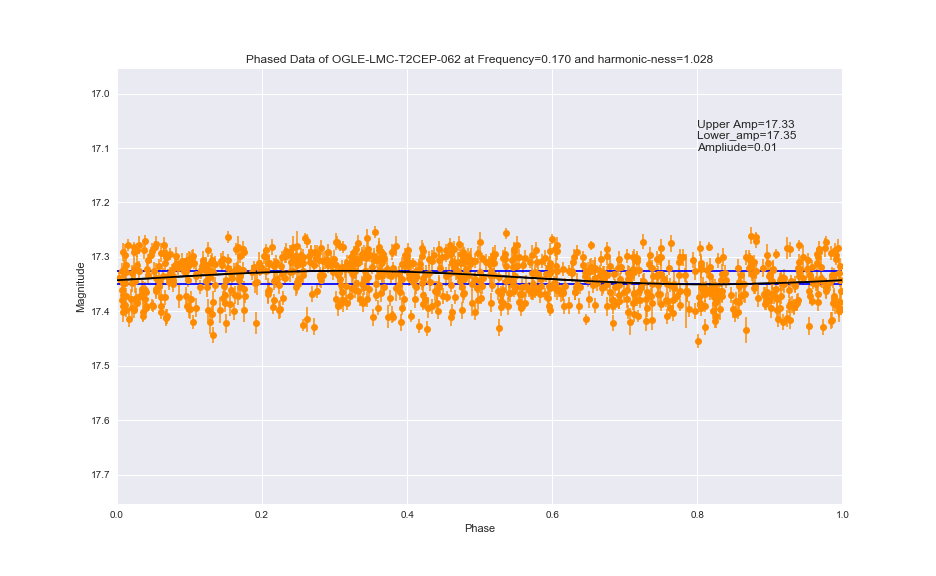 Phased Data of OGLE-LMC-T2CEP-062 at Frequency=0.170 and harmonic-ness=1.028
Upper Amp=17.33
Lower_amp=17.35
Ampliude=0.01
Magnitude
17.0
17.1
17.2
17.3
17.4
17.5
17.6
17.7
0.0
0.2
0.4
0.6
0.8
1.0
Phase